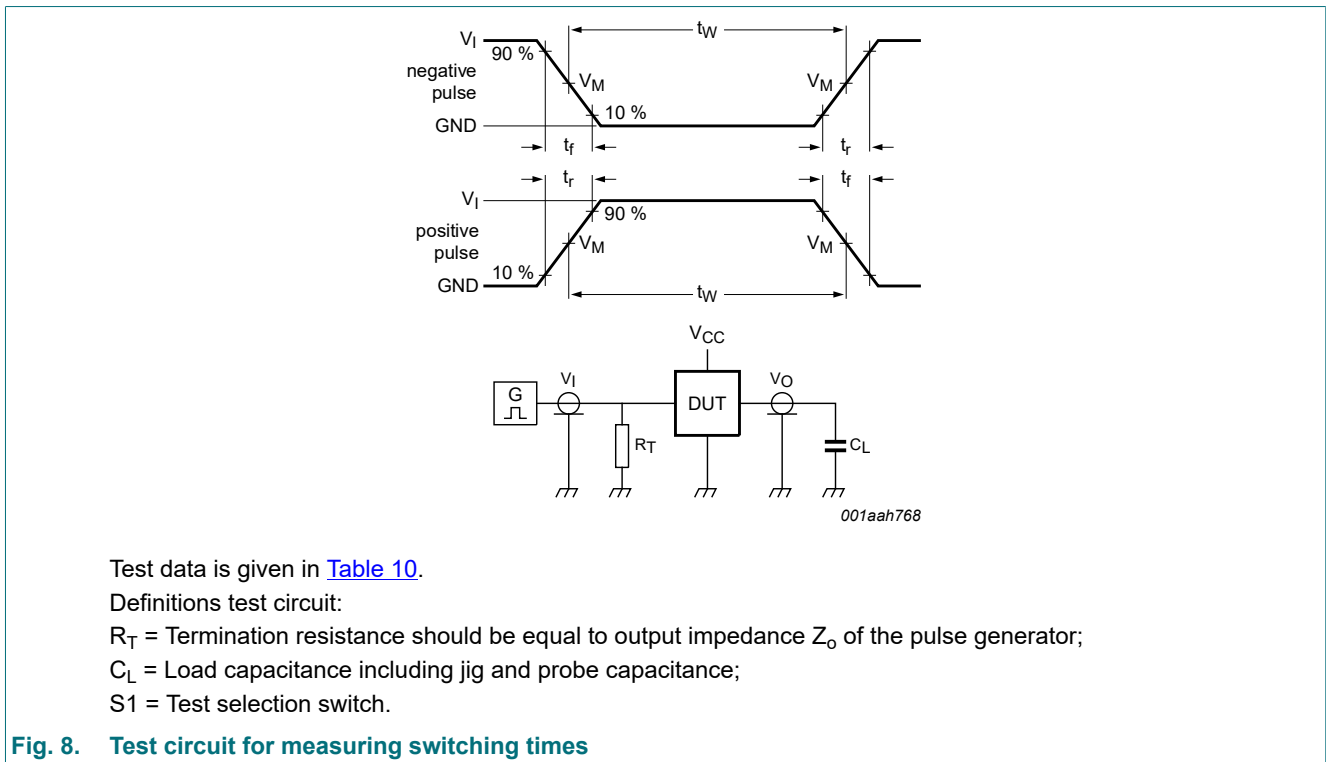 tW
VI
90 %
negative
pulse
VM
VM
10 %
GND
tf
tr
tr
tf
VI
90 %
positive
pulse
VM
VM
10 %
GND
tW
VCC
VI
VO
G
DUT
RT
CL
001aah768
Test data is given in Table 10.
Definitions test circuit:
RT = Termination resistance should be equal to output impedance Zo of the pulse generator;
CL = Load capacitance including jig and probe capacitance;
S1 = Test selection switch.
Fig. 8. Test circuit for measuring switching times